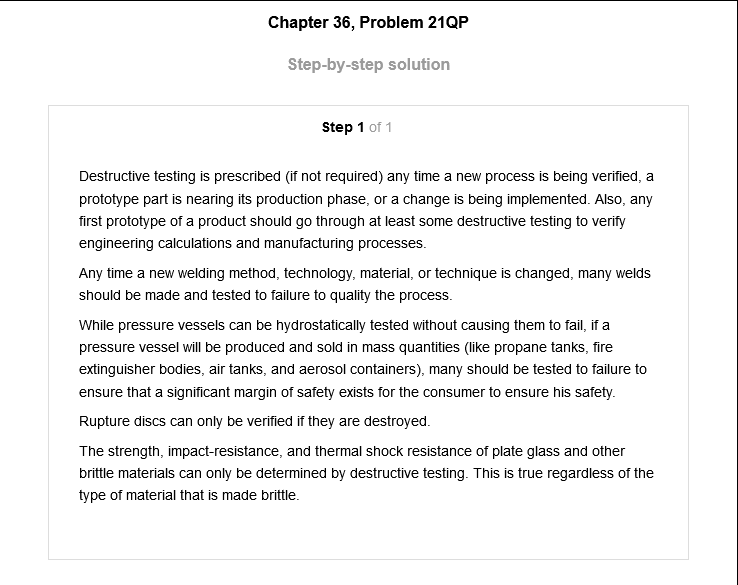 Chapter 36, Problem 21QP
Step-by-step solution
Step 1 of 1
Destructive testing is prescribed (if not required) any time a new process is being verified, a
prototype part is nearing its production phase, or a change is being implemented. Also, any
first prototype of a product should go through at least some destructive testing to verify
engineering calculations and manufacturing processes.
Any time a new welding method, technology, material, or technique is changed, many welds
should be made and tested to failure to quality the process.
While pressure vessels can be hydrostatically tested without causing them to fail, if a
pressure vessel will be produced and sold in mass quantities (like propane tanks, fire
extinguisher bodies, air tanks, and aerosol containers), many should be tested to failure to
ensure that a significant margin of safety exists for the consumer to ensure his safety.
Rupture discs can only be verified if they are destroyed.
The strength, impact-resistance, and thermal shock resistance of plate glass and other
brittle materials can only be determined by destructive testing. This is true regardless of the
type of material that is made brittle.